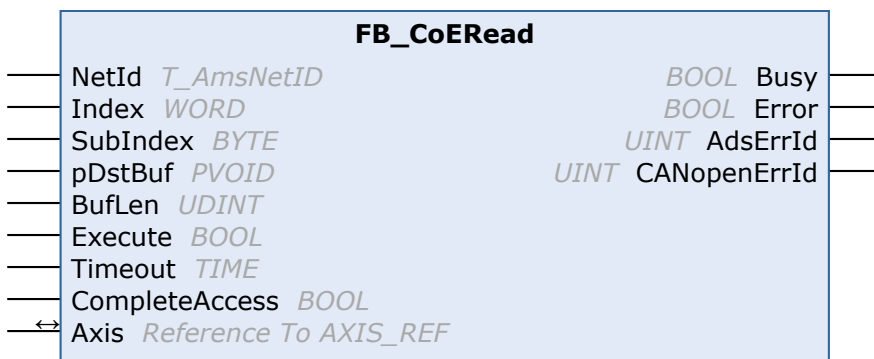 FB_CoERead
NetId T_AmsNetID BOOL Busy
Index WORD BOOL Error
SubIndex BYTE UINT AdsErrId
pDstBuf PVOID UINT CANopenErrId
BufLen UDINT
Execute BOOL
Timeout TIME
CompleteAccess BOOL
↔ Axis Reference To AXIS_REF